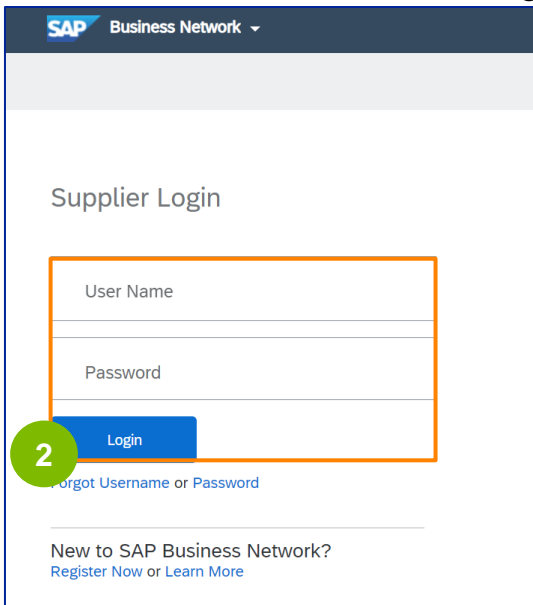 SAP Business Network
Supplier Login
User Name
Password
Login
2
Forgot Username or Password
New to SAP Business Network?
Register Now or Learn More